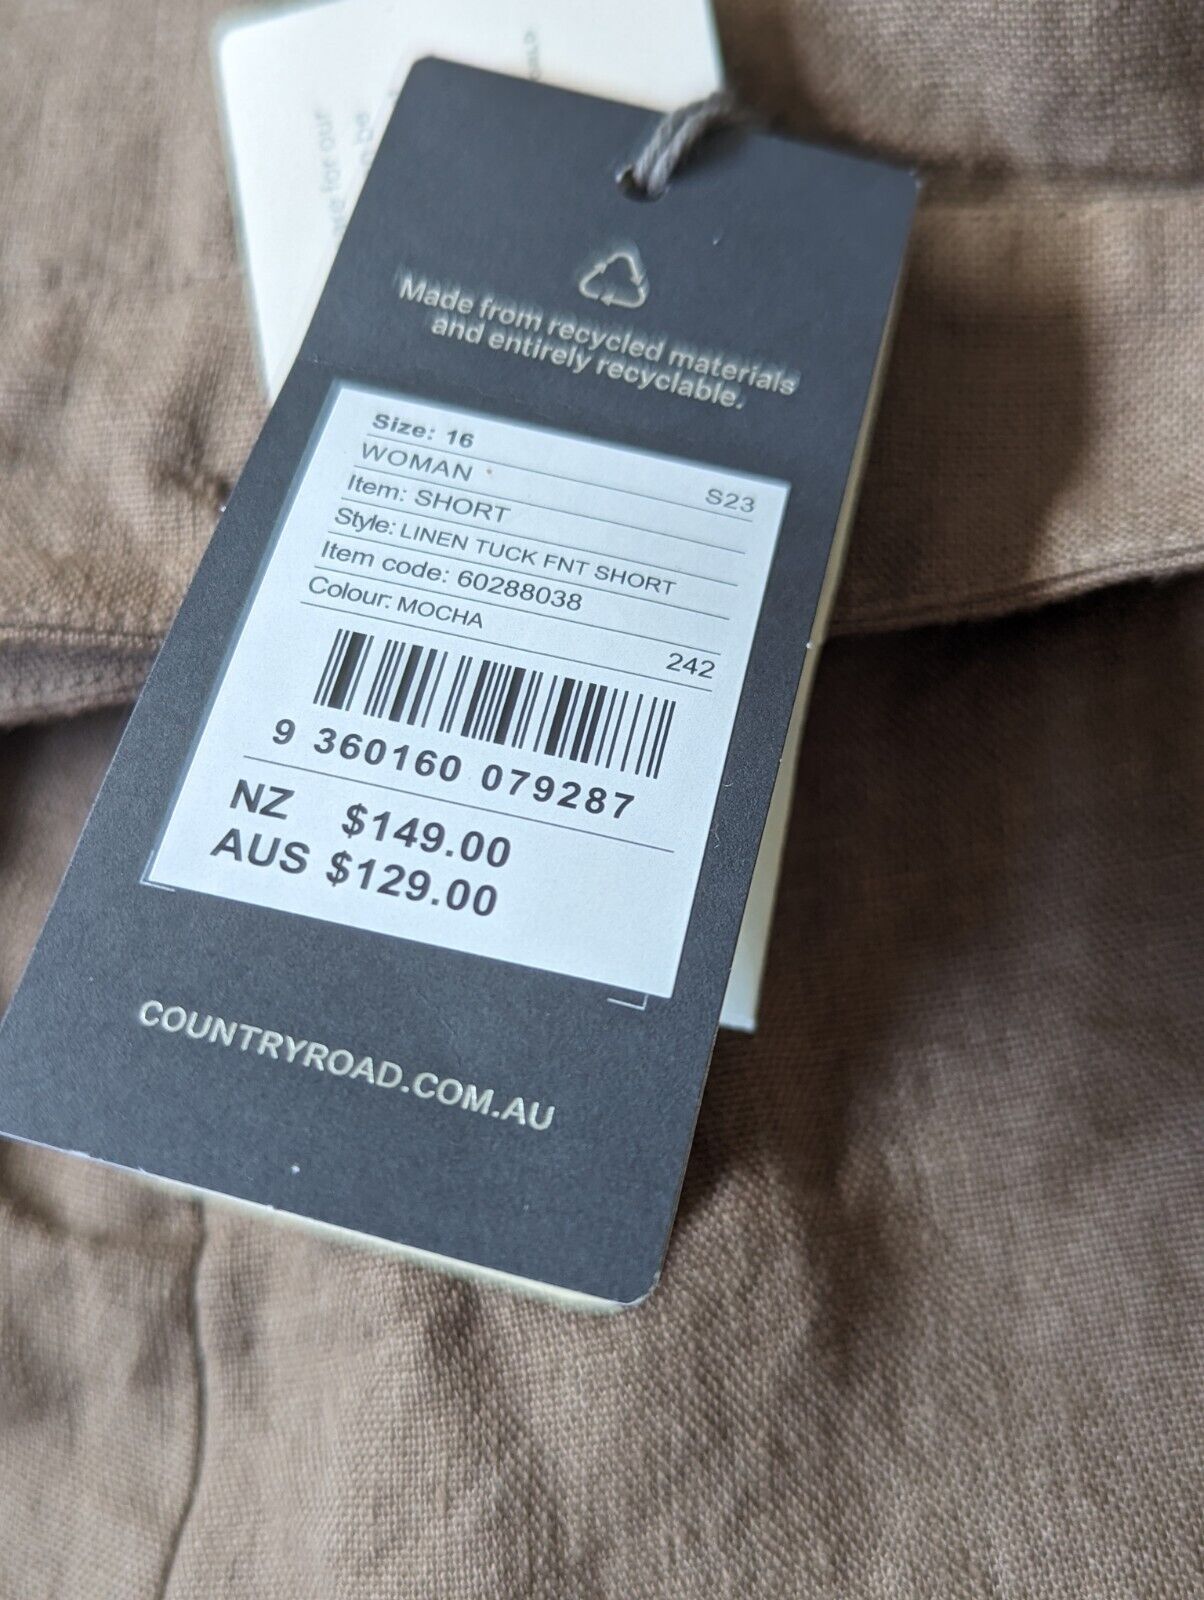 Made from recycled materials
and entirely recyclable.
Size: 16
WOMAN S23
Item: SHORT
Style: LINEN TUCK FNT SHORT
Item code: 60288038
Colour: MOCHA 242
9 360160 079287
NZ $149.00
AUS $129.00
COUNTRYROAD.COM.AU